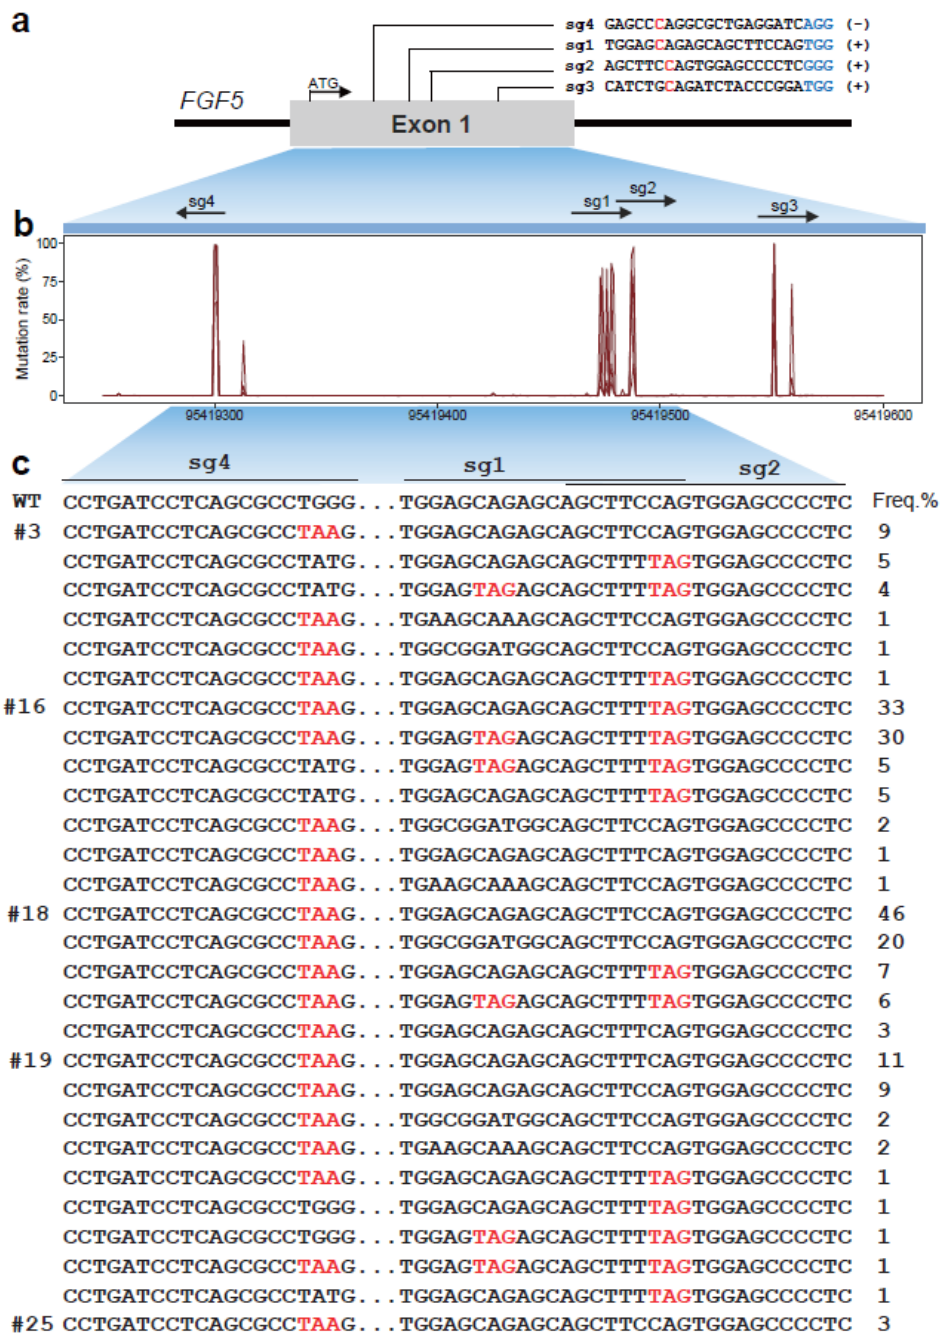 a
sg4 GAGCCCAGGCGCTGAGGATCAGG (-)
sg1 TGGAGCAGAGCAGCTTCCAGTGG (+)
sg2 AGCTTCCAGTGGAGCCCCTCGGG (+)
sg3 CATCTGCAGATCTACCCGGATGG (+)
ATG
FGF5
Exon 1
sg4 sg1 sg2 sg3
b
Mutation rate (%)
100
75
50
25
0
95419300 95419400 95419500 95419600
c
sg4 sg1 sg2
WT CCTGATCCTCAGCGCCTGGG...TGGAGCAGAGCAGCTTCCAGTGGAGCCCCTC Freq.%
#3 CCTGATCCTCAGCGCCTAAG...TGGAGCAGAGCAGCTTCCAGTGGAGCCCCTC 9
CCTGATCCTCAGCGCCTATG...TGGAGCAGAGCAGCTTTTAGTGGAGCCCCTC 5
CCTGATCCTCAGCGCCTATG...TGGAGTAGAGCAGCTTTTAGTGGAGCCCCTC 4
CCTGATCCTCAGCGCCTAAG...TGAAGCAAAGCAGCTTCCAGTGGAGCCCCTC 1
CCTGATCCTCAGCGCCTAAG...TGGCGGATGGCAGCTTCCAGTGGAGCCCCTC 1
CCTGATCCTCAGCGCCTAAG...TGGAGCAGAGCAGCTTTTAGTGGAGCCCCTC 1
#16 CCTGATCCTCAGCGCCTAAG...TGGAGCAGAGCAGCTTTTAGTGGAGCCCCTC 33
CCTGATCCTCAGCGCCTAAG...TGGAGTAGAGCAGCTTTTAGTGGAGCCCCTC 30
CCTGATCCTCAGCGCCTATG...TGGAGTAGAGCAGCTTTTAGTGGAGCCCCTC 5
CCTGATCCTCAGCGCCTATG...TGGAGCAGAGCAGCTTTTAGTGGAGCCCCTC 5
CCTGATCCTCAGCGCCTAAG...TGGCGGATGGCAGCTTCCAGTGGAGCCCCTC 2
CCTGATCCTCAGCGCCTAAG...TGGAGCAGAGCAGCTTTCAGTGGAGCCCCTC 1
CCTGATCCTCAGCGCCTAAG...TGAAGCAAAGCAGCTTCCAGTGGAGCCCCTC 1
#18 CCTGATCCTCAGCGCCTAAG...TGGAGCAGAGCAGCTTCCAGTGGAGCCCCTC 46
CCTGATCCTCAGCGCCTAAG...TGGCGGATGGCAGCTTCCAGTGGAGCCCCTC 20
CCTGATCCTCAGCGCCTAAG...TGGAGCAGAGCAGCTTTTAGTGGAGCCCCTC 7
CCTGATCCTCAGCGCCTAAG...TGGAGTAGAGCAGCTTTTAGTGGAGCCCCTC 6
CCTGATCCTCAGCGCCTAAG...TGGAGCAGAGCAGCTTTCAGTGGAGCCCCTC 3
#19 CCTGATCCTCAGCGCCTAAG...TGGAGCAGAGCAGCTTTCAGTGGAGCCCCTC 11
CCTGATCCTCAGCGCCTAAG...TGGAGCAGAGCAGCTTCCAGTGGAGCCCCTC 9
CCTGATCCTCAGCGCCTAAG...TGGCGGATGGCAGCTTCCAGTGGAGCCCCTC 2
CCTGATCCTCAGCGCCTAAG...TGAAGCAAAGCAGCTTCCAGTGGAGCCCCTC 2
CCTGATCCTCAGCGCCTAAG...TGGAGCAGAGCAGCTTTTAGTGGAGCCCCTC 1
CCTGATCCTCAGCGCCTGGG...TGGAGCAGAGCAGCTTTTAGTGGAGCCCCTC 1
CCTGATCCTCAGCGCCTGGG...TGGAGTAGAGCAGCTTTTAGTGGAGCCCCTC 1
CCTGATCCTCAGCGCCTAAG...TGGAGTAGAGCAGCTTTTAGTGGAGCCCCTC 1
CCTGATCCTCAGCGCCTATG...TGGAGCAGAGCAGCTTTTAGTGGAGCCCCTC 1
#25 CCTGATCCTCAGCGCCTAAG...TGGAGCAGAGCAGCTTCCAGTGGAGCCCCTC 3